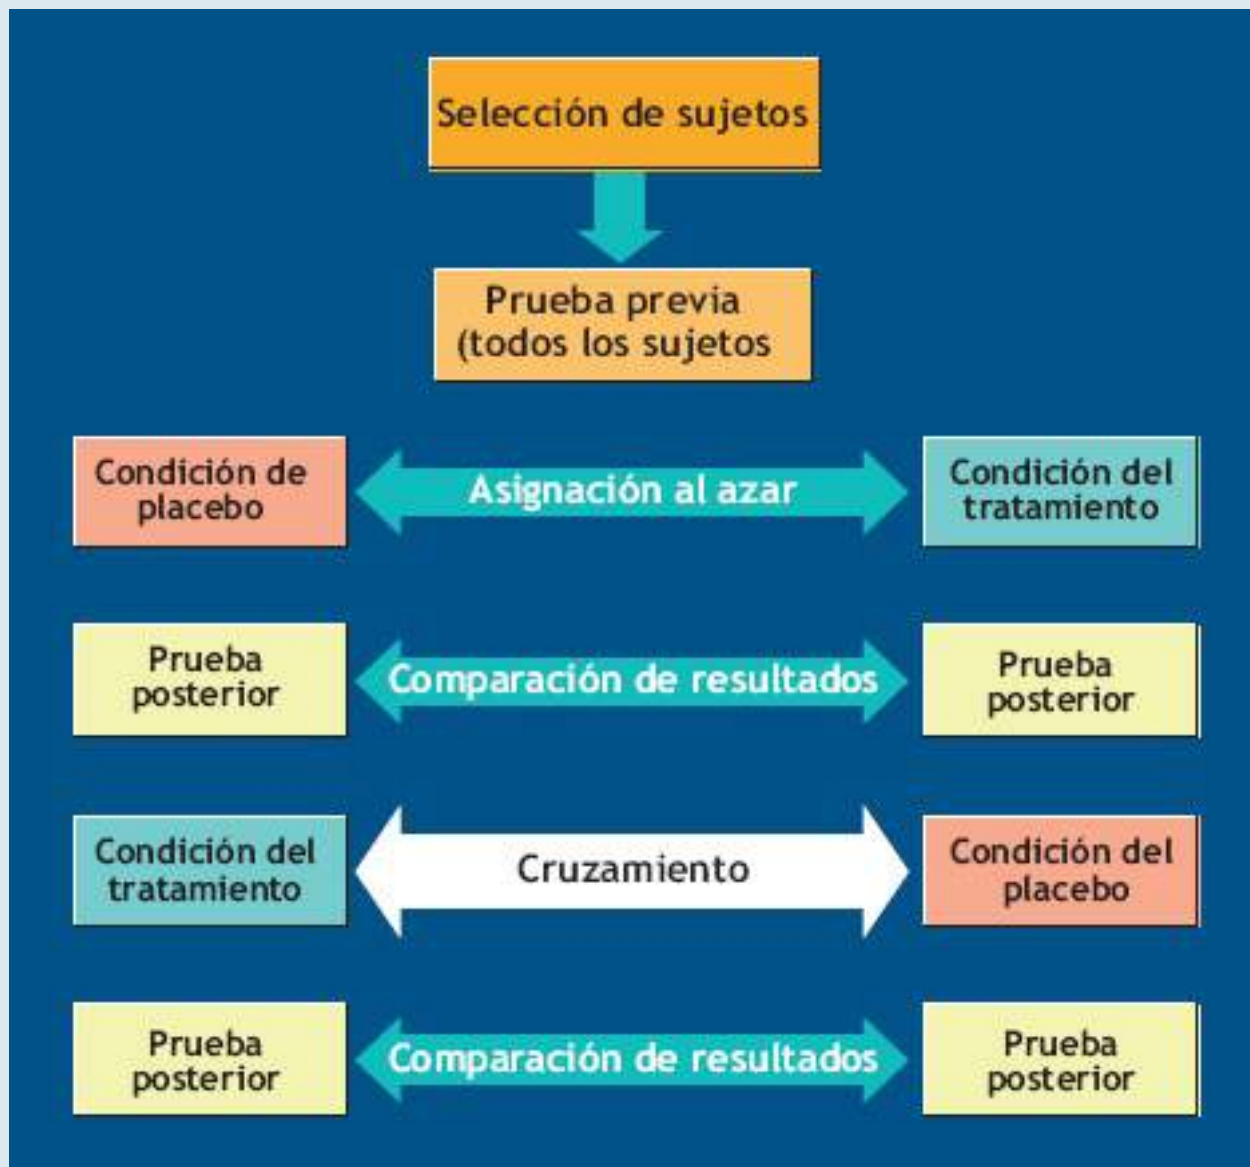 Selección de sujetos
Prueba previa
(todos los sujetos
Condición de
placebo
Asignación al azar
Condición del
tratamiento
Prueba
posterior
Comparación de resultados
Prueba
posterior
Condición del
tratamiento
Cruzamiento
Condición del
placebo
Prueba
posterior
Comparación de resultados
Prueba
posterior